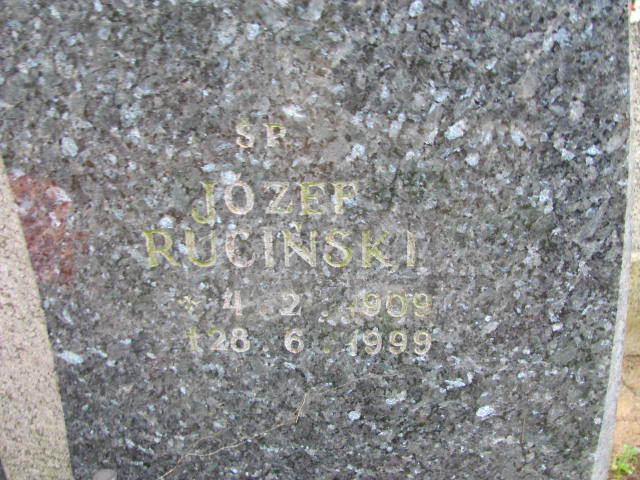 ŚP
JÓZEF
RUCIŃSKI
* 4.2.1909
†28.6.1999